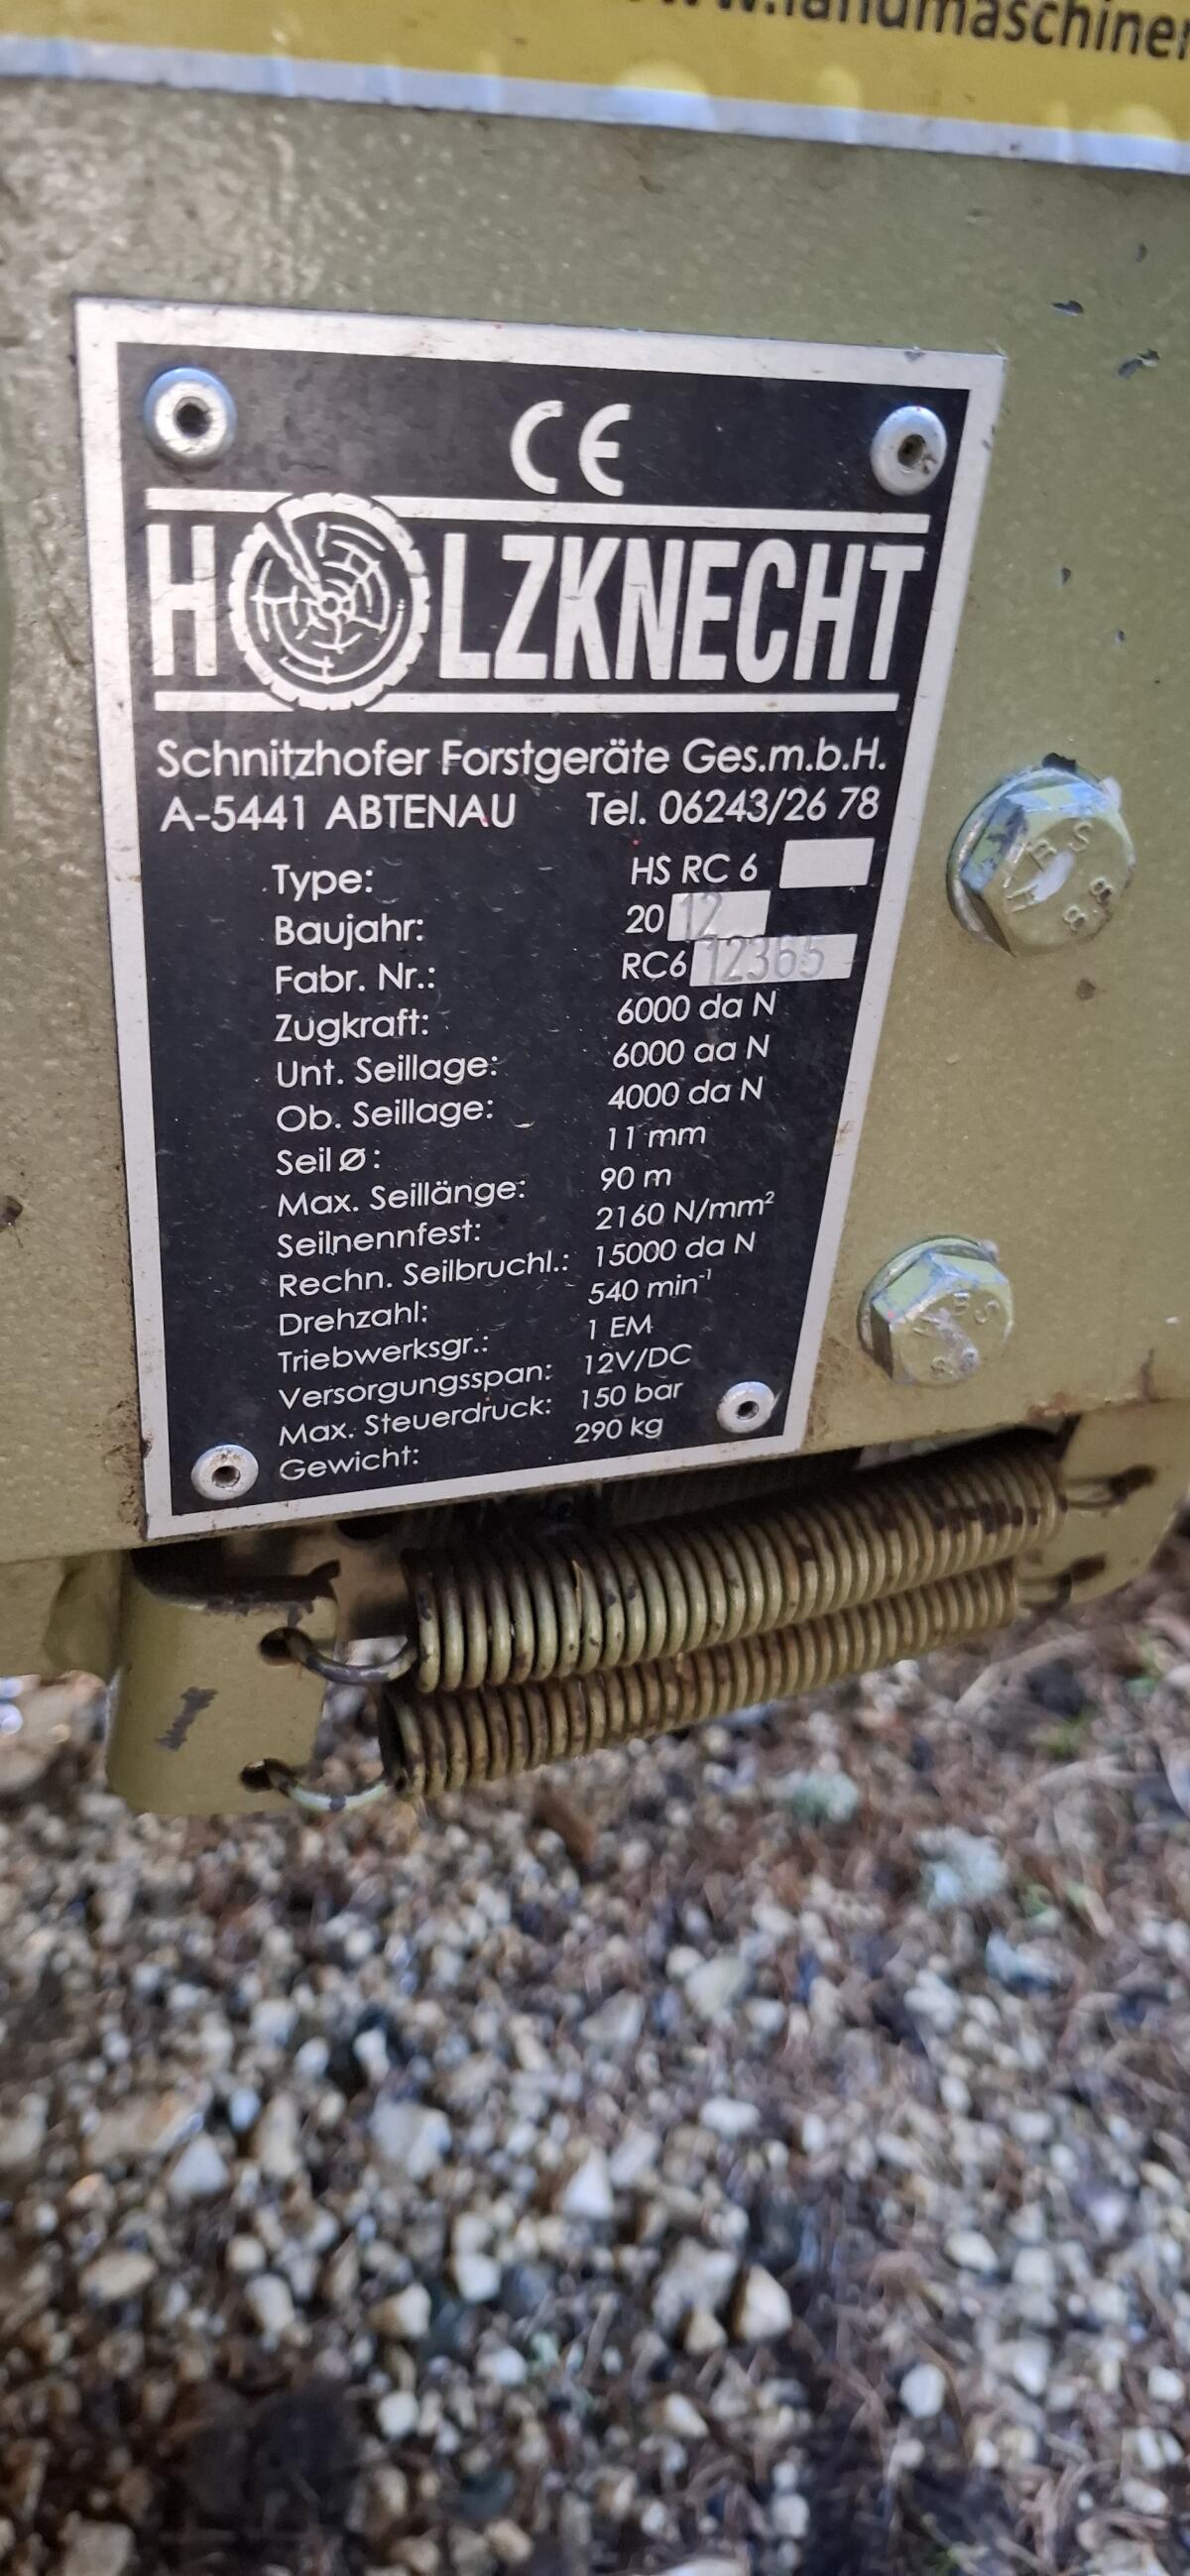 www.landmaschinen
CE
HOLZKNECHT
Schnitzhofer Forstgeräte Ges.m.b.H.
A-5441 ABTENAU Tel. 06243/26 78
Type: HS RC 6
Baujahr: 2012
Fabr. Nr.: RC6 12365
Zugkraft: 6000 da N
Unt. Seillage: 6000 da N
Ob. Seillage: 4000 da N
Seil ø: 11 mm
Max. Seillänge: 90 m
Seilnennfest: 2160 N/mm²
Rechn. Seilbruchl.: 15000 da N
Drehzahl: 540 min⁻¹
Triebwerksgr.: 1 EM
Versorgungsspan: 12V/DC
Max. Steuerdruck: 150 bar
Gewicht: 290 kg
8.8